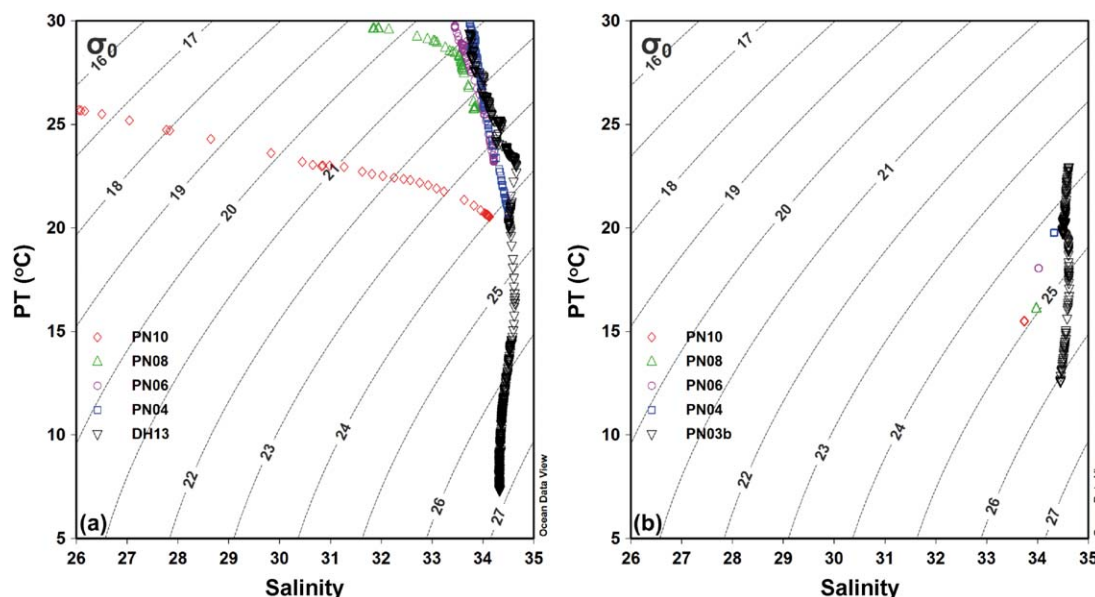 σ0
30
25
20
15
10
5
PT (°C)
16
17
18
19
20
21
22
23
24
25
26
27
PN10
PN08
PN06
PN04
DH13
(a)
Ocean Data View
26 27 28 29 30 31 32 33 34 35
Salinity
σ0
30
25
20
15
10
5
PT (°C)
16
17
18
19
20
21
22
23
24
25
26
27
PN10
PN08
PN06
PN04
PN03b
(b)
26 27 28 29 30 31 32 33 34 35
Salinity